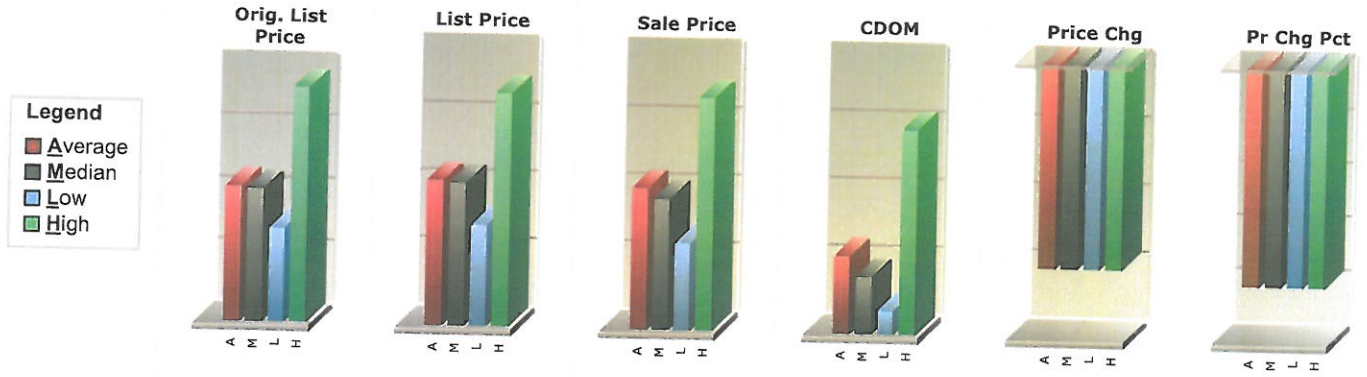 Orig. List
Price
List Price
Sale Price
CDOM
Price Chg
Pr Chg Pct
Legend
Average
Median
Low
High
A M L H
A M L H
A M L H
A M L H
A M L H
A M L H